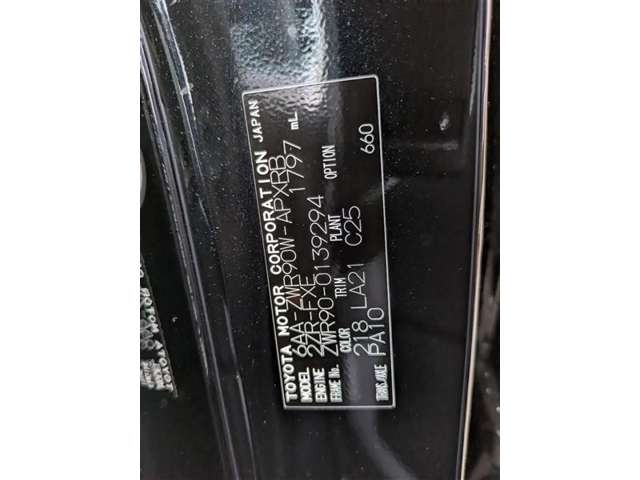 TOYOTA MOTOR CORPORATION JAPAN
MODEL 6AA-ZWR90W-APXRB
ENGINE 2ZR-FXE 1797 mL
FRAME No. ZWR90-0139294
COLOR TRIM PLANT OPTION
218 LA21 C25 660
TRANS/AXLE PA10